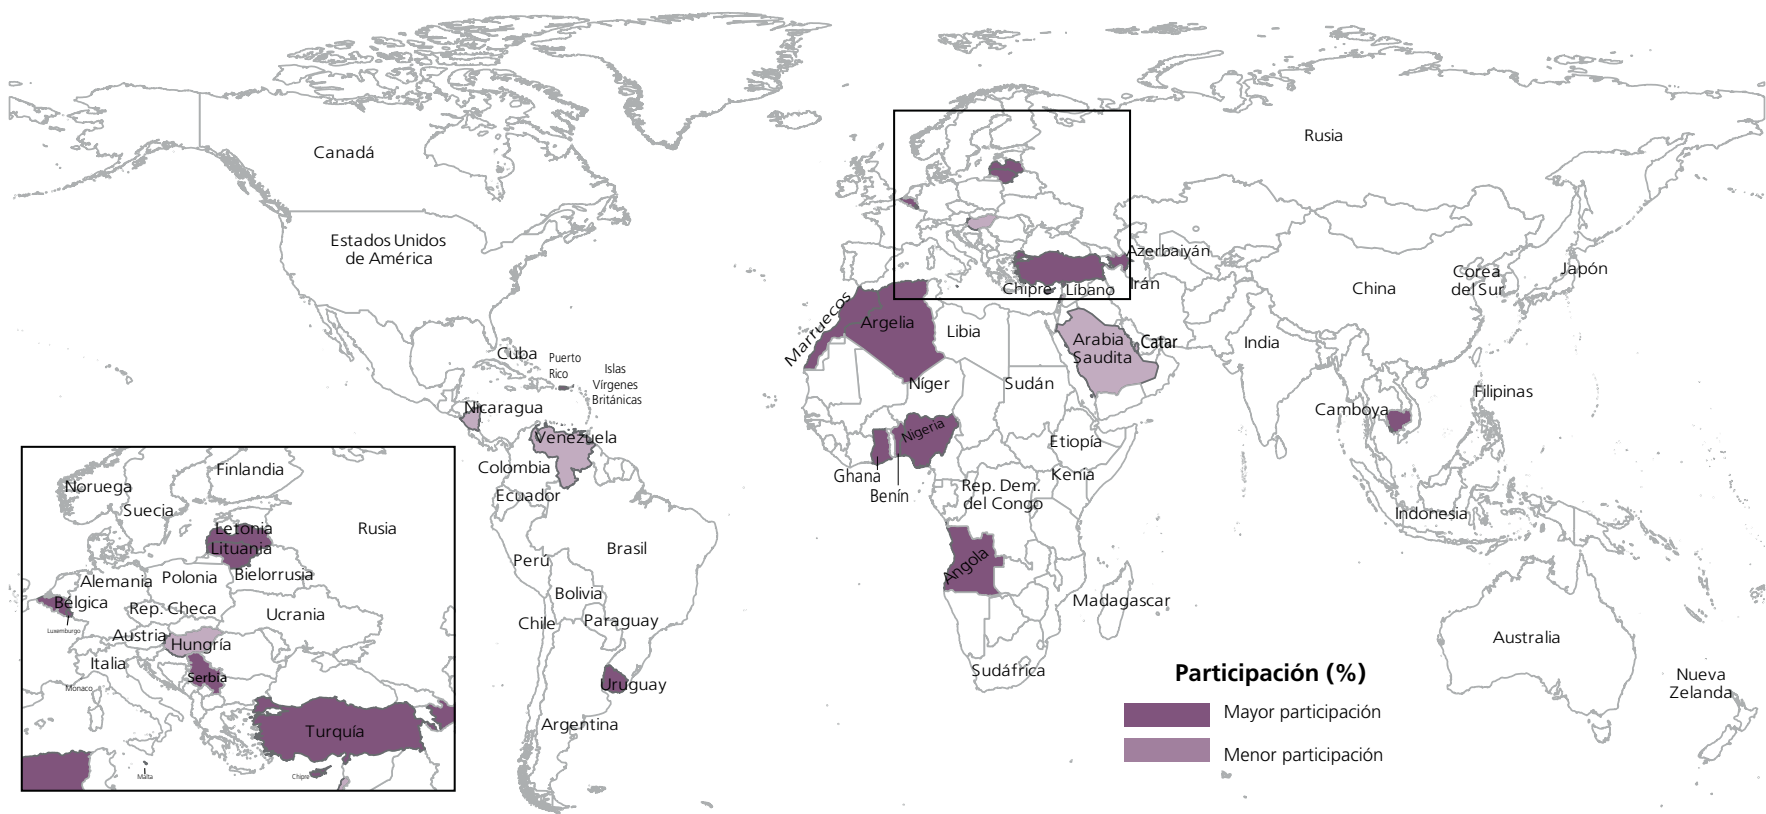 Canadá
Rusia
Estados Unidos
de América
Azerbaiyán
Corea
del Sur
Japón
China
Chipre
Líbano
Irán
Marruecos
Argelia
Libia
Arabia
Saudita
Catar
India
Cuba
Puerto
Rico
Islas
Vírgenes
Británicas
Níger
Sudán
Filipinas
Nicaragua
Camboya
Venezuela
Nigeria
Etiopía
Colombia
Ghana
Benín
Kenia
Ecuador
Rep. Dem.
del Congo
Indonesia
Perú
Brasil
Angola
Bolivia
Madagascar
Chile
Paraguay
Australia
Sudáfrica
Uruguay
Argentina
Nueva
Zelanda
Finlandia
Noruega
Suecia
Rusia
Letonia
Lituania
Alemania
Polonia
Bielorrusia
Bélgica
Rep. Checa
Ucrania
Luxemburgo
Austria
Hungría
Italia
Serbia
Monaco
Turquía
Malta
Chipre
Participación (%)
Mayor participación
Menor participación